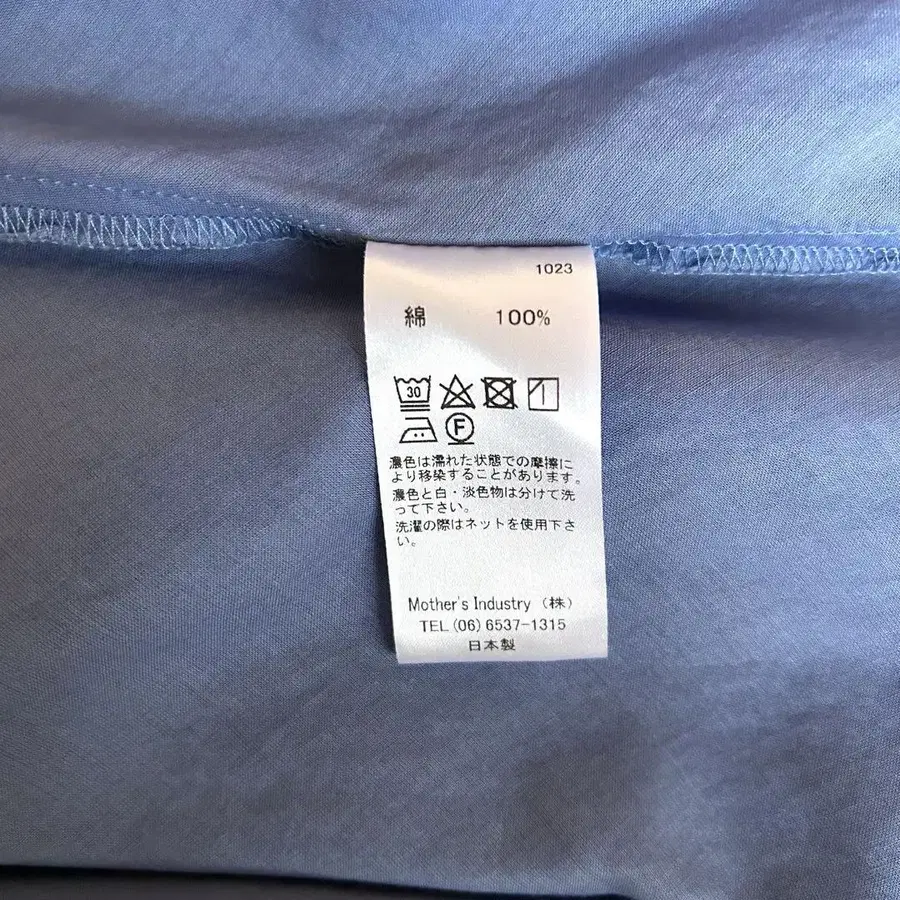 1023
綿 100%
30
F
濃色は濡れた状態での摩擦に
より移染することがあります。
濃色と白・淡色物は分けて洗
って下さい。
洗濯の際はネットを使用下さ
い。
Mother's Industry (株)
TEL(06)6537-1315
日本製